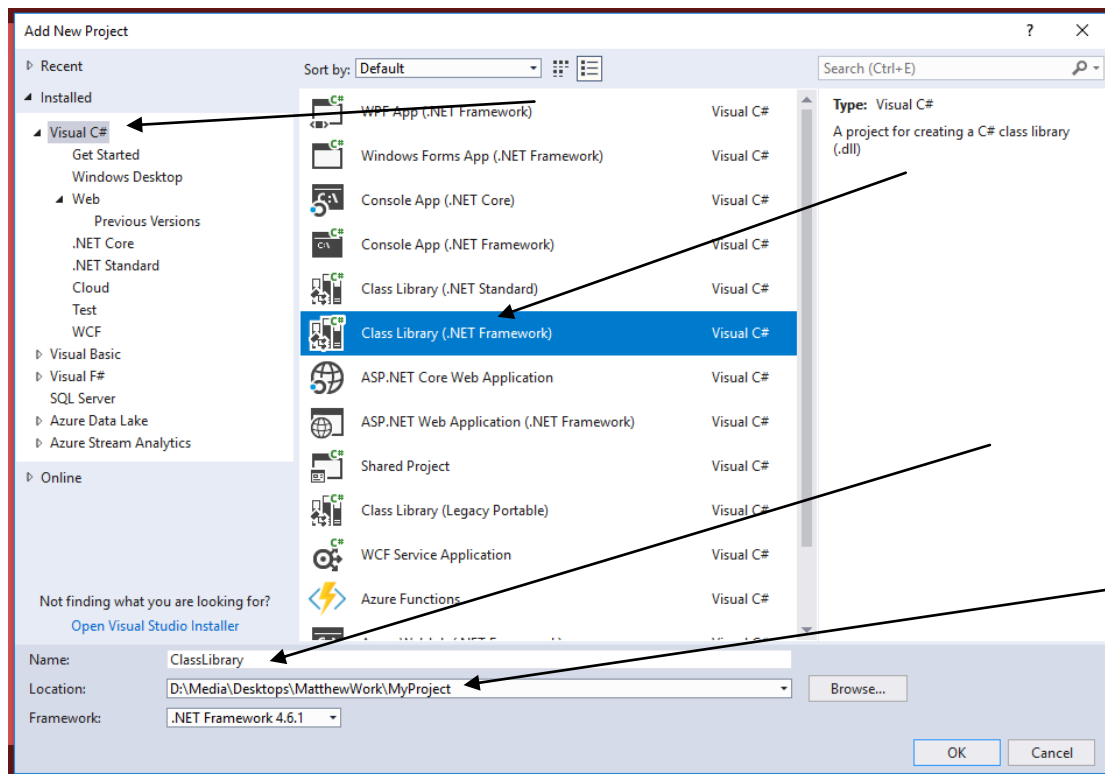 Add New Project
?
Recent
Installed
Visual C#
Get Started
Windows Desktop
Web
Previous Versions
.NET Core
.NET Standard
Cloud
Test
WCF
Visual Basic
Visual F#
SQL Server
Azure Data Lake
Azure Stream Analytics
Online
Not finding what you are looking for?
Open Visual Studio Installer
Sort by: Default
WPF App (.NET Framework) Visual C#
Windows Forms App (.NET Framework) Visual C#
Console App (.NET Core) Visual C#
Console App (.NET Framework) Visual C#
Class Library (.NET Standard) Visual C#
Class Library (.NET Framework) Visual C#
ASP.NET Core Web Application Visual C#
ASP.NET Web Application (.NET Framework) Visual C#
Shared Project Visual C#
Class Library (Legacy Portable) Visual C#
WCF Service Application Visual C#
Azure Functions Visual C#
Search (Ctrl+E)
Type: Visual C#
A project for creating a C# class library
(.dll)
Name: ClassLibrary
Location: D:\Media\Desktops\MatthewWork\MyProject Browse...
Framework: .NET Framework 4.6.1
OK Cancel